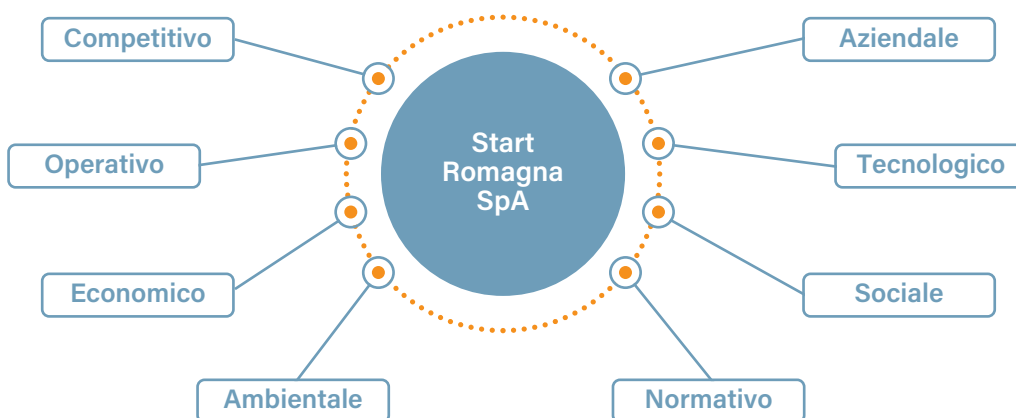 Competitivo
Aziendale
Operativo
Start
Romagna
SpA
Tecnologico
Economico
Sociale
Ambientale
Normativo